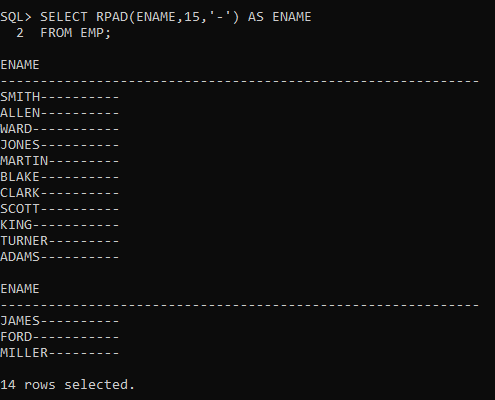 SQL> SELECT RPAD(ENAME,15,'-') AS ENAME
  2  FROM EMP;
ENAME
------------------------------------------------------------
SMITH----------
ALLEN----------
WARD-----------
JONES----------
MARTIN---------
BLAKE----------
CLARK----------
SCOTT----------
KING-----------
TURNER---------
ADAMS----------
ENAME
------------------------------------------------------------
JAMES----------
FORD-----------
MILLER---------
14 rows selected.